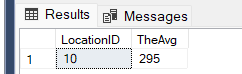 Results Messages
LocationID TheAvg
1 10 295